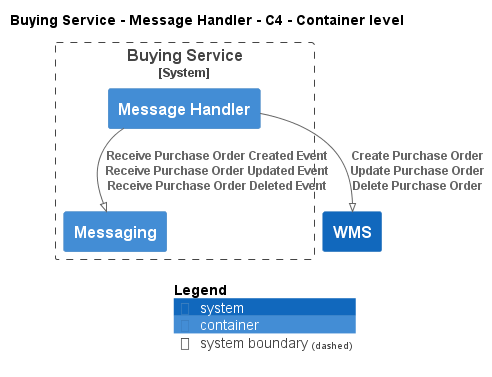 Buying Service - Message Handler - C4 - Container level
Buying Service
[System]
Message Handler
Receive Purchase Order Created Event
Receive Purchase Order Updated Event
Receive Purchase Order Deleted Event
Create Purchase Order
Update Purchase Order
Delete Purchase Order
Messaging
WMS
Legend
system
container
system boundary (dashed)